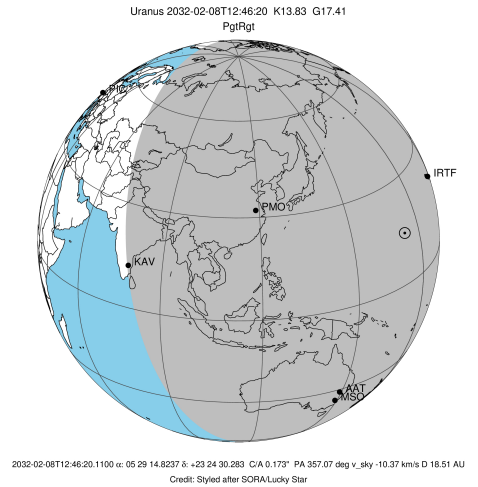 Uranus 2032-02-08T12:46:20  K13.83  G17.41
PgtRgt
PIC
IRTF
PMO
KAV
AAT
MSO
2032-02-08T12:46:20.1100 α: 05 29 14.8237 δ: +23 24 30.283  C/A 0.173"  PA 357.07 deg v_sky -10.37 km/s D 18.51 AU
Credit: Styled after SORA/Lucky Star